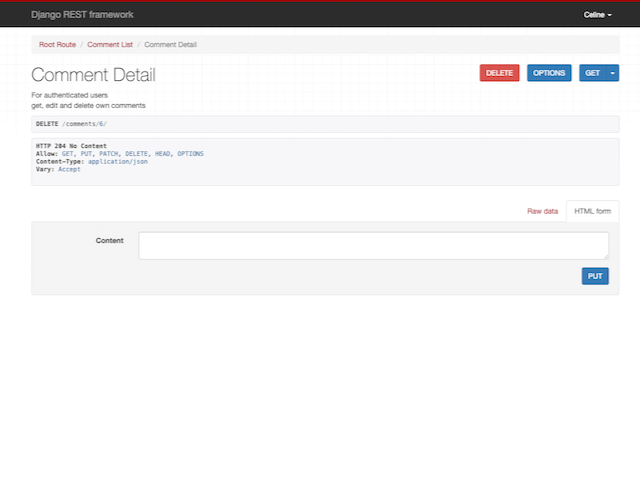 Django REST framework
Celine
Root Route / Comment List / Comment Detail
Comment Detail
DELETE
OPTIONS
GET
For authenticated users
get, edit and delete own comments
DELETE /comments/6/
HTTP 204 No Content
Allow: GET, PUT, PATCH, DELETE, HEAD, OPTIONS
Content-Type: application/json
Vary: Accept
Raw data
HTML form
Content
PUT